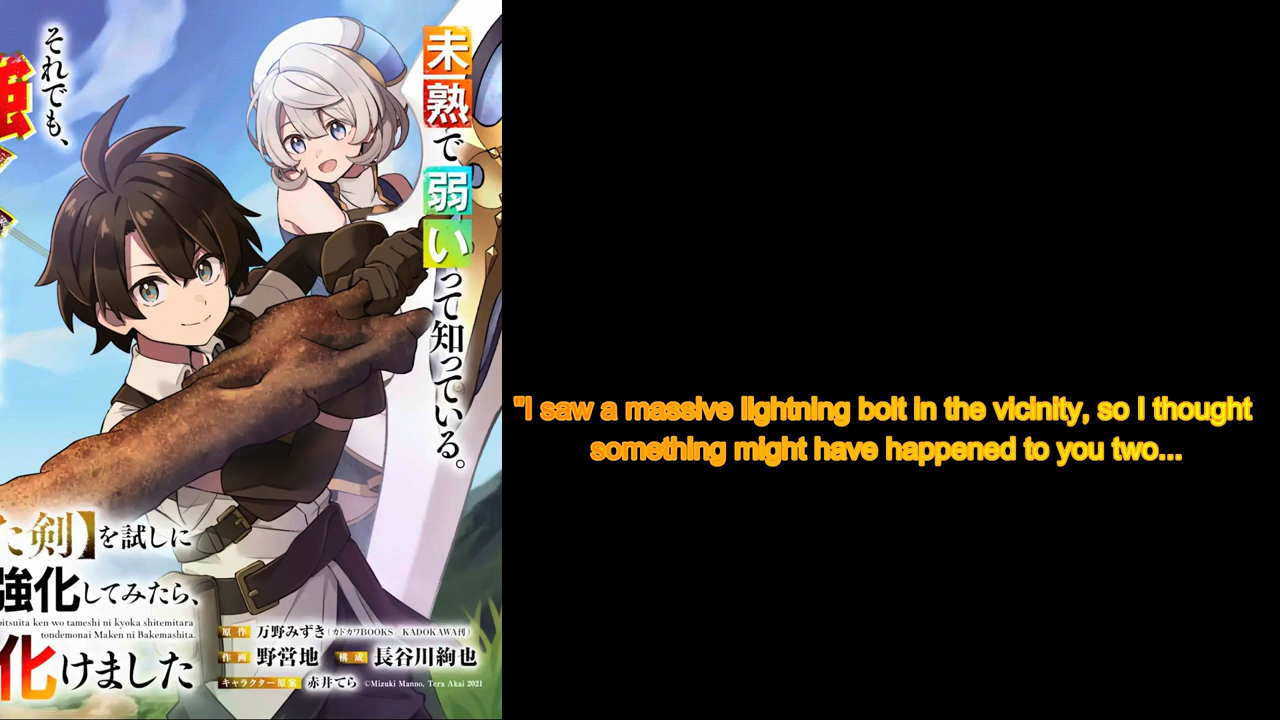 未熟で弱いって知っている。
それでも、
強
た剣】を試しに
強化してみたら、
bitsuita ken wo tameshi ni kyoka shitemitara
tondemonai Maken ni Bakemashita.
化けました
原作 万野みずき(カドカワBOOKS/KADOKAWA刊)
作画 野営地 構成 長谷川絢也
キャラクター原案 赤井てら ©Mizuki Manno, Tera Akai 2021
"I saw a massive lightning bolt in the vicinity, so I thought
something might have happened to you two...